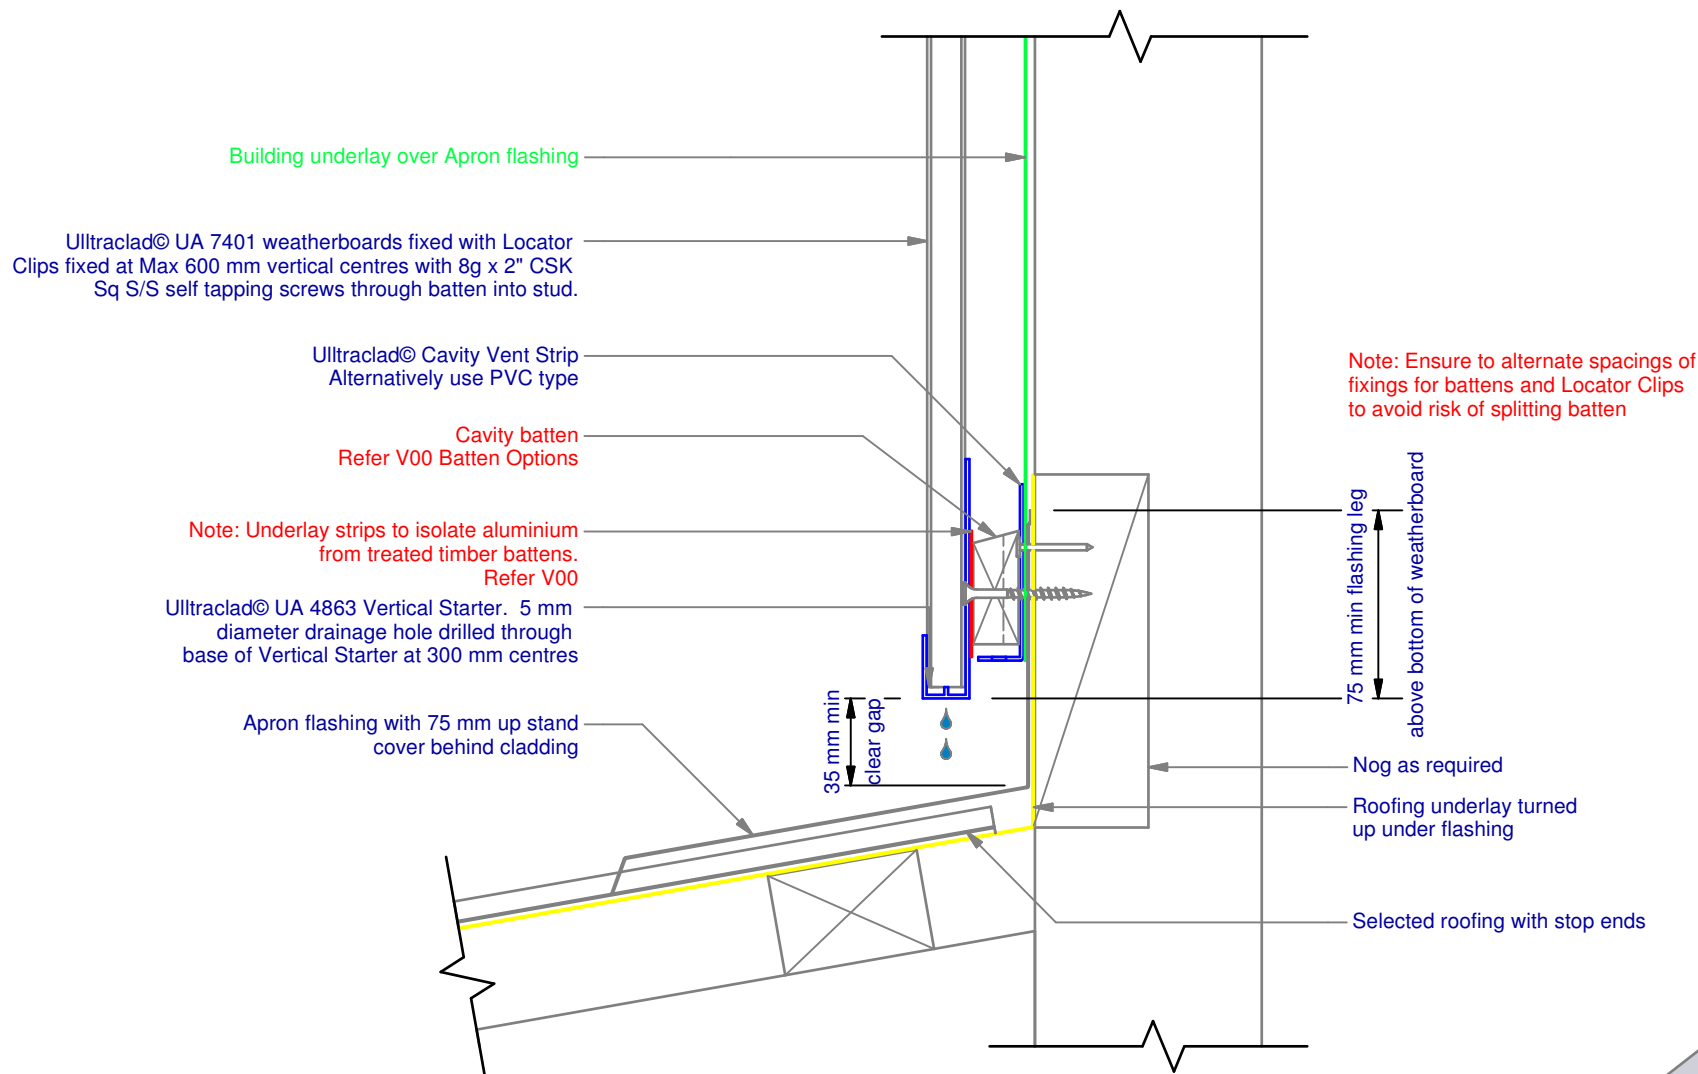 Building underlay over Apron flashing
Ulltraclad© UA 7401 weatherboards fixed with Locator
Clips fixed at Max 600 mm vertical centres with 8g x 2" CSK
Sq S/S self tapping screws through batten into stud.
Ulltraclad© Cavity Vent Strip
Alternatively use PVC type
Cavity batten
Refer V00 Batten Options
Note: Underlay strips to isolate aluminium
from treated timber battens.
Refer V00
Ulltraclad© UA 4863 Vertical Starter.  5 mm
diameter drainage hole drilled through
base of Vertical Starter at 300 mm centres
Apron flashing with 75 mm up stand
cover behind cladding
35 mm min
clear gap
Note: Ensure to alternate spacings of
fixings for battens and Locator Clips
to avoid risk of splitting batten
75 mm min flashing leg
above bottom of weatherboard
Nog as required
Roofing underlay turned
up under flashing
Selected roofing with stop ends